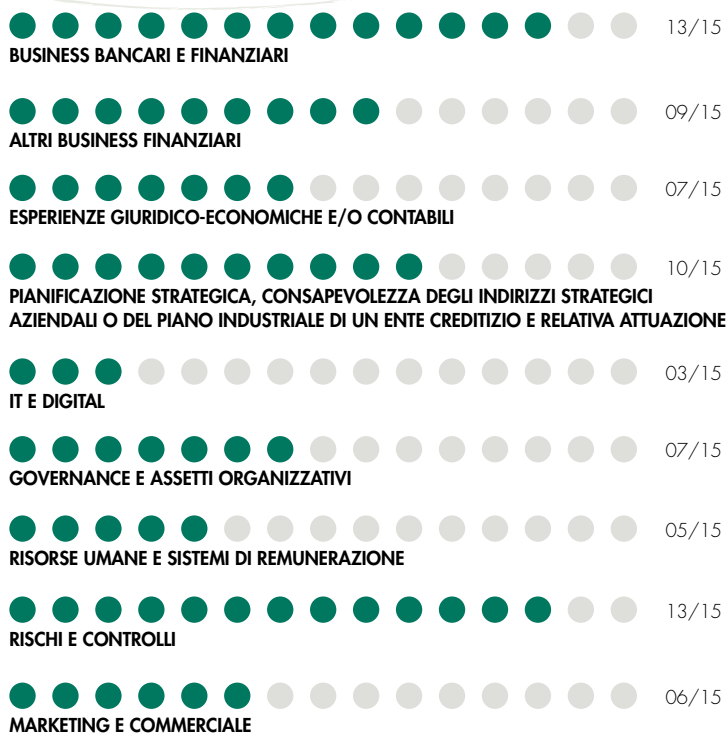 13/15
BUSINESS BANCARI E FINANZIARI
09/15
ALTRI BUSINESS FINANZIARI
07/15
ESPERIENZE GIURIDICO-ECONOMICHE E/O CONTABILI
10/15
PIANIFICAZIONE STRATEGICA, CONSAPEVOLEZZA DEGLI INDIRIZZI STRATEGICI
AZIENDALI O DEL PIANO INDUSTRIALE DI UN ENTE CREDITIZIO E RELATIVA ATTUAZIONE
03/15
IT E DIGITAL
07/15
GOVERNANCE E ASSETTI ORGANIZZATIVI
05/15
RISORSE UMANE E SISTEMI DI REMUNERAZIONE
13/15
RISCHI E CONTROLLI
06/15
MARKETING E COMMERCIALE